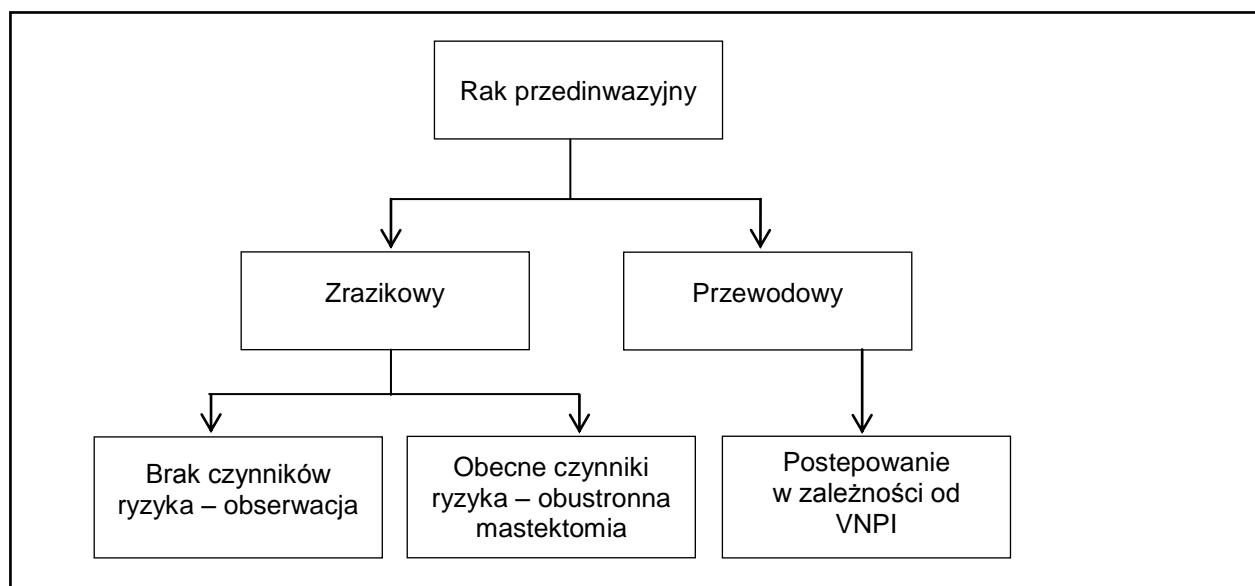 Rak przedinwazyjny
Zrazikowy
Przewodowy
Brak czynników
ryzyka – obserwacja
Obecne czynniki
ryzyka – obustronna
mastektomia
Postepowanie
w zależności od
VNPI